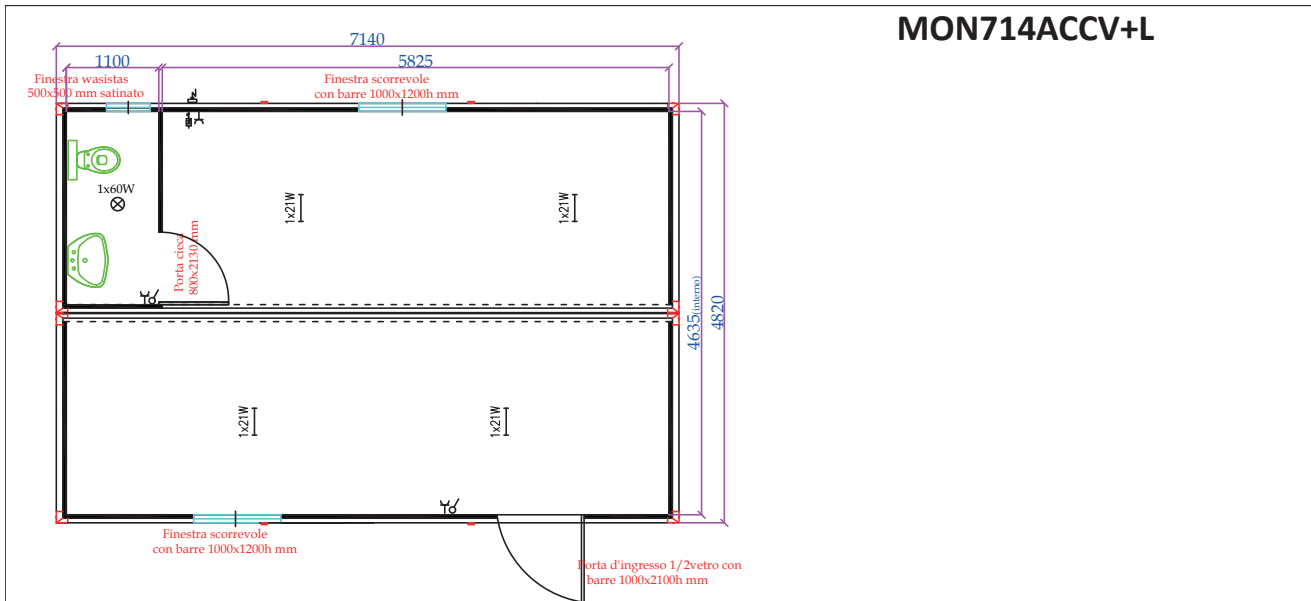 MON714ACCV+L
7140
1100
5825
Finestra wasistas
500x500 mm satinato
Finestra scorrevole
con barre 1000x1200h mm
1x60W
1x21W
1x21W
Porta cieca
800x2130 mm
4635(interno)
4820
1x21W
1x21W
Finestra scorrevole
con barre 1000x1200h mm
Porta d'ingresso 1/2vetro con
barre 1000x2100h mm